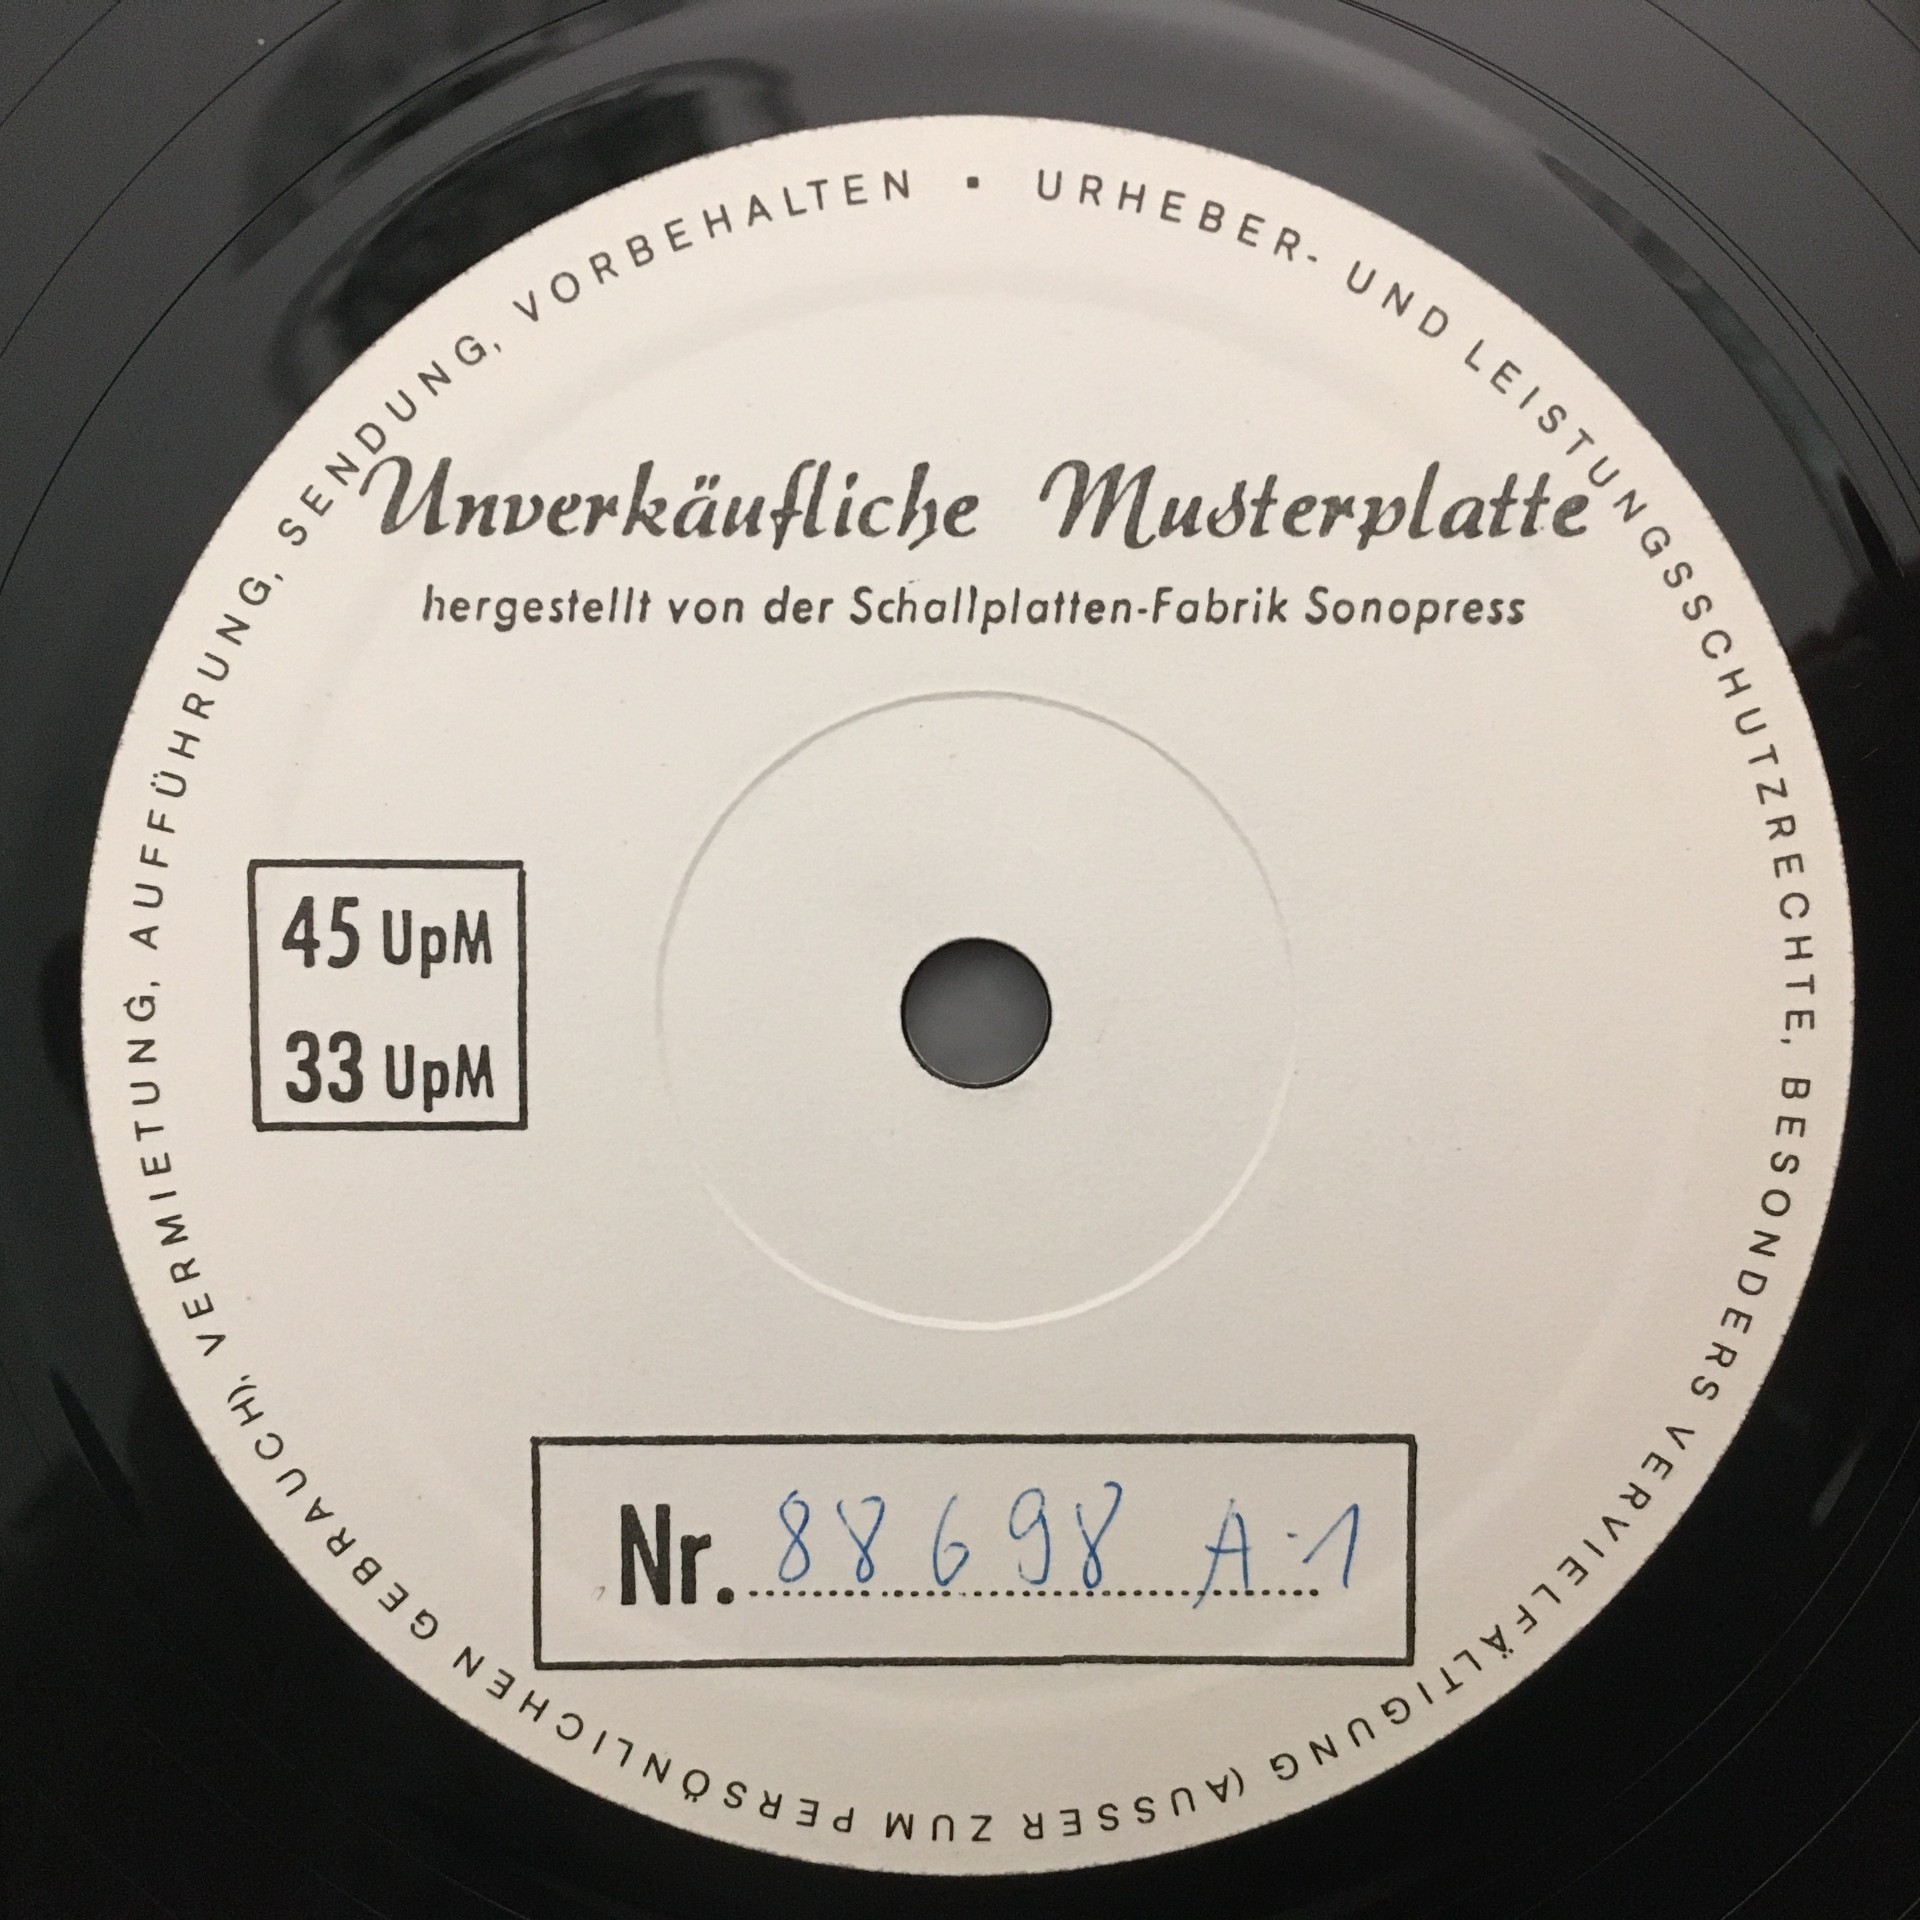 URHEBER- UND LEISTUNGSSCHUTZRECHTE, BESONDERS VERVIELFÄLTIGUNG (AUSSER ZUM PERSÖNLICHEN GEBRAUCH), VERMIETUNG, AUFFÜHRUNG, SENDUNG, VORBEHALTEN ▪
Unverkäufliche Musterplatte
hergestellt von der Schallplatten-Fabrik Sonopress
45 UpM
33 UpM
Nr. 88698 A-1